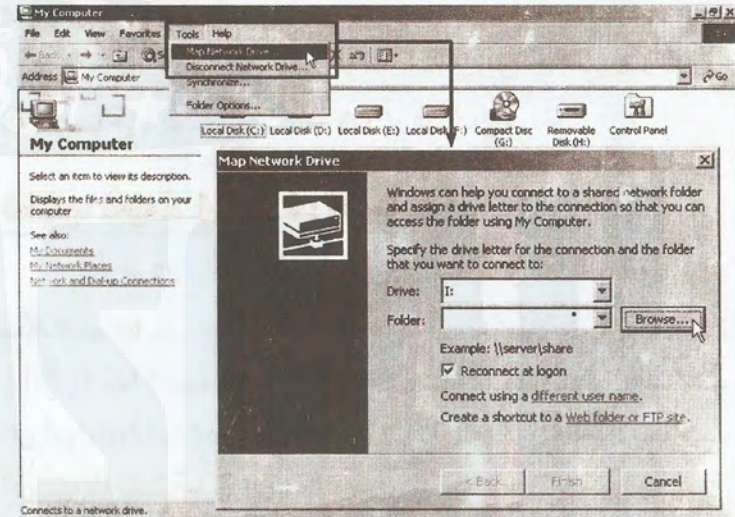 My Computer
File Edit View Favorites Tools Help
Map Network Drive...
Disconnect Network Drive...
Synchronize...
Folder Options...
Address My Computer
Go
Local Disk (C:) Local Disk (D:) Local Disk (E:) Local Disk (F:) Compact Disc (G:) Removable Disk (H:) Control Panel
My Computer
Select an item to view its description.
Displays the files and folders on your
computer
See also:
My Documents
My Network Places
Network and Dial-up Connections
Map Network Drive
Windows can help you connect to a shared network folder
and assign a drive letter to the connection so that you can
access the folder using My Computer.
Specify the drive letter for the connection and the folder
that you want to connect to:
Drive: I:
Folder: Browse...
Example: \\server\share
Reconnect at logon
Connect using a different user name.
Create a shortcut to a Web folder or FTP site.
< Back Finish Cancel
Connects to a network drive.